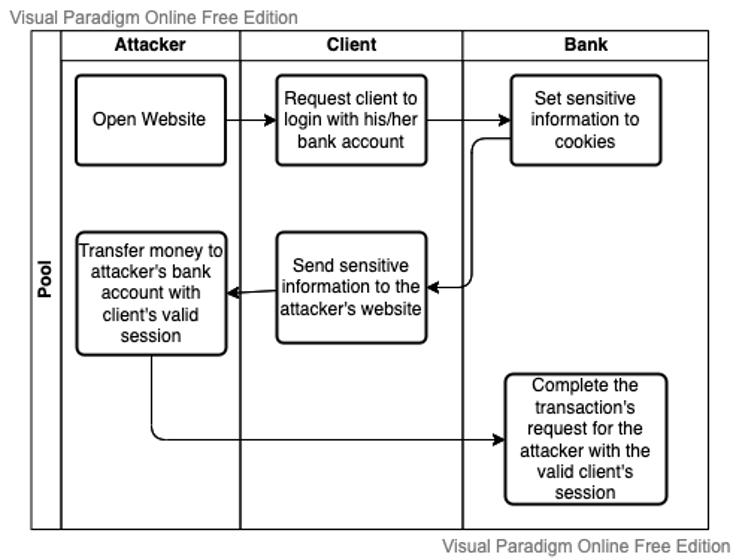 Visual Paradigm Online Free Edition
Attacker
Client
Bank
Pool
Open Website
Request client to
login with his/her
bank account
Set sensitive
information to
cookies
Transfer money to
attacker's bank
account with
client's valid
session
Send sensitive
information to the
attacker's website
Complete the
transaction's
request for the
attacker with the
valid client's
session
Visual Paradigm Online Free Edition